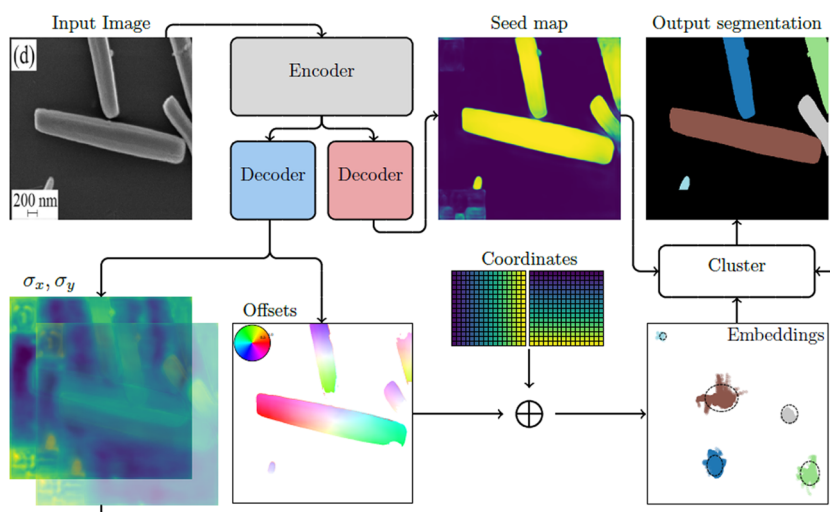 Input Image
Seed map
Output segmentation
(d)
200 nm
Encoder
Decoder
Decoder
σx, σy
Offsets
Coordinates
Cluster
Embeddings